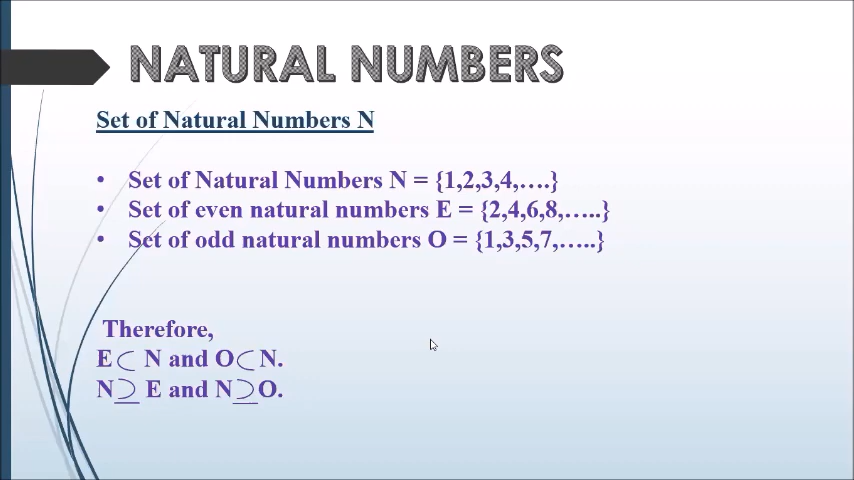 NATURAL NUMBERS
Set of Natural Numbers N
• Set of Natural Numbers N = {1,2,3,4,....}
• Set of even natural numbers E = {2,4,6,8,.....}
• Set of odd natural numbers O = {1,3,5,7,.....}
Therefore,
E ⊂ N and O ⊂ N.
N ⊇ E and N ⊇ O.